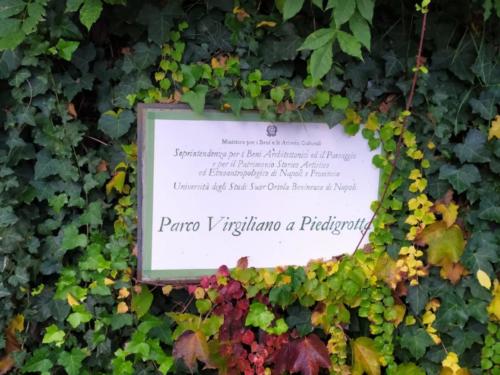 Ministero per i Beni e le Attività Culturali
Soprintendenza per i Beni Architettonici ed il Paesaggio
e per il Patrimonio Storico Artistico
ed Etnoantropologico di Napoli e Provincia
Università degli Studi Suor Orsola Benincasa di Napoli
Parco Virgiliano a Piedigrotta